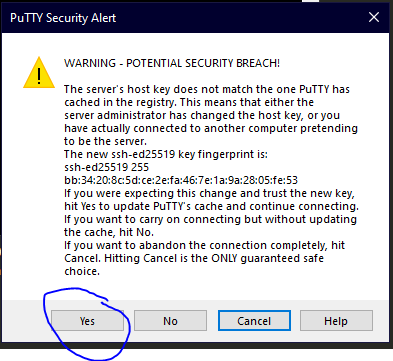 PuTTY Security Alert
WARNING - POTENTIAL SECURITY BREACH!
The server's host key does not match the one PuTTY has
cached in the registry. This means that either the
server administrator has changed the host key, or you
have actually connected to another computer pretending
to be the server.
The new ssh-ed25519 key fingerprint is:
ssh-ed25519 255
bb:34:20:8c:5d:ce:2e:fa:46:7e:1a:9a:28:05:fe:53
If you were expecting this change and trust the new key,
hit Yes to update PuTTY's cache and continue connecting.
If you want to carry on connecting but without updating
the cache, hit No.
If you want to abandon the connection completely, hit
Cancel. Hitting Cancel is the ONLY guaranteed safe
choice.
Yes No Cancel Help